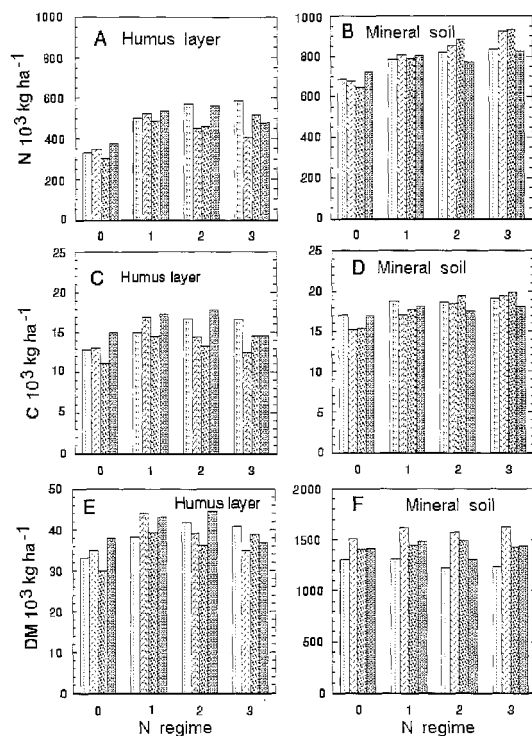 A Humus layer
N 10³ kg ha⁻¹
1000
800
600
400
200
0
0 1 2 3
B Mineral soil
1000
800
600
400
200
0
0 1 2 3
C Humus layer
C 10³ kg ha⁻¹
25
20
15
10
5
0
0 1 2 3
D Mineral soil
25
20
15
10
5
0
0 1 2 3
E Humus layer
DM 10³ kg ha⁻¹
50
40
30
20
10
0
0 1 2 3
N regime
F Mineral soil
1500
1000
500
0
0 1 2 3
N regime